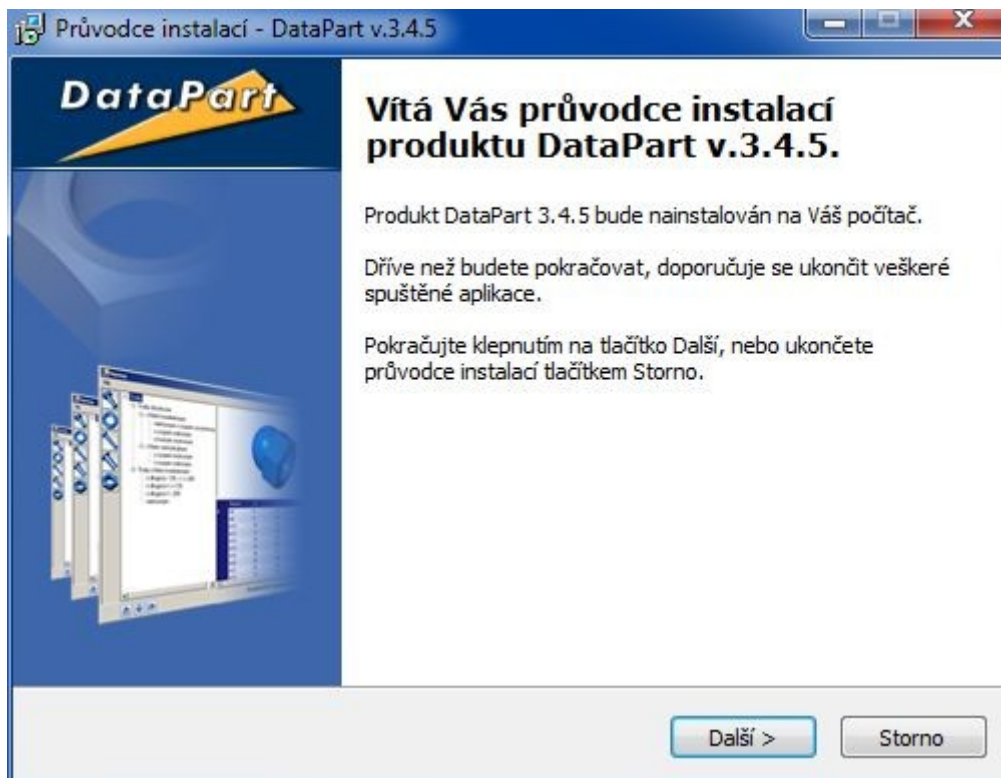 Průvodce instalací - DataPart v.3.4.5
DataPart
Vítá Vás průvodce instalací
produktu DataPart v.3.4.5.
Produkt DataPart 3.4.5 bude nainstalován na Váš počítač.
Dříve než budete pokračovat, doporučuje se ukončit veškeré
spuštěné aplikace.
Pokračujte klepnutím na tlačítko Další, nebo ukončete
průvodce instalací tlačítkem Storno.
Další >
Storno